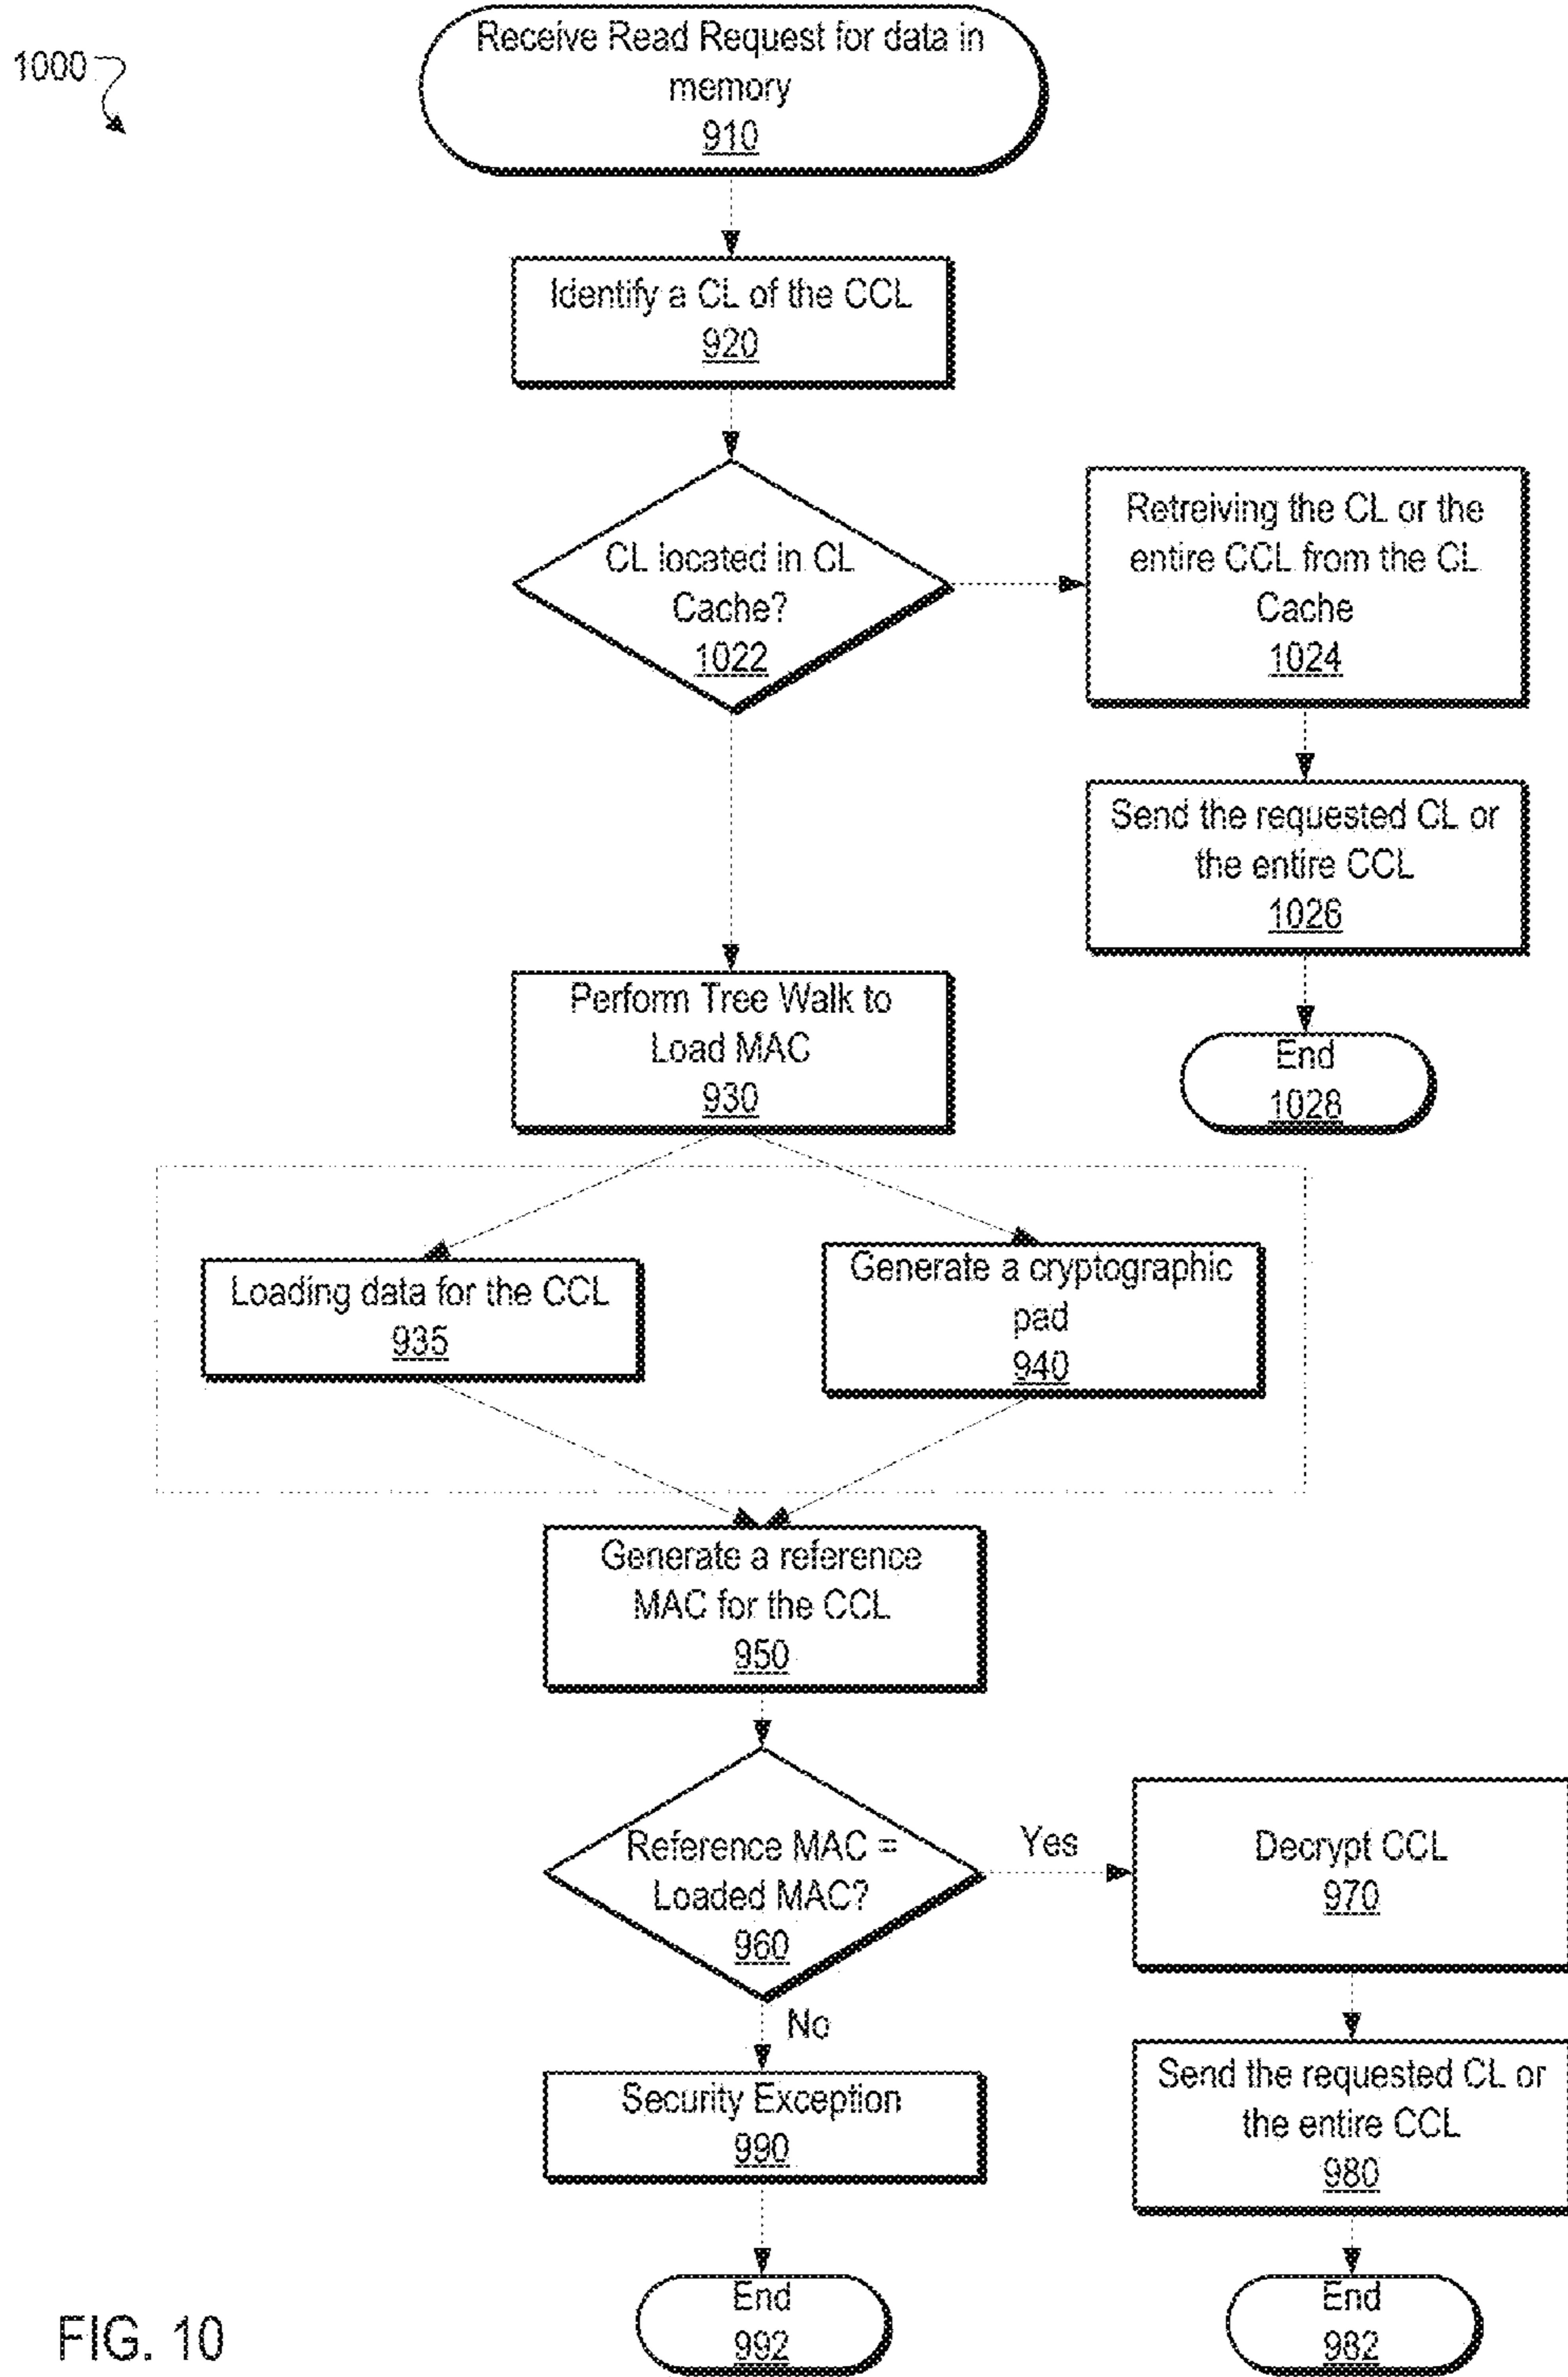 1000
Receive Read Request for data in
memory
910
Identify a CL of the CCL
920
CL located in CL
Cache?
1022
Retreiving the CL or the
entire CCL from the CL
Cache
1024
Send the requested CL or
the entire CCL
1026
End
1028
Perform Tree Walk to
Load MAC
930
Loading data for the CCL
935
Generate a cryptographic
pad
940
Generate a reference
MAC for the CCL
950
Reference MAC =
Loaded MAC?
960
Yes
Decrypt CCL
970
No
Security Exception
990
Send the requested CL or
the entire CCL
980
End
992
End
982
FIG. 10